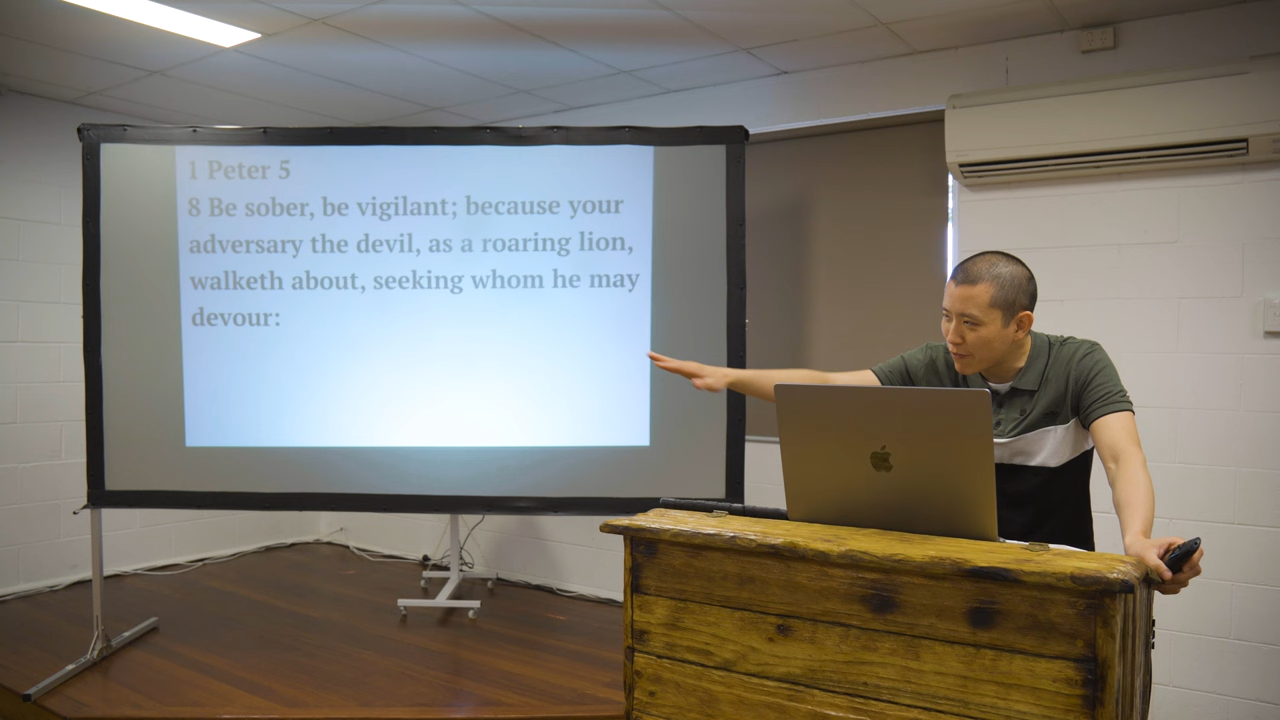 1 Peter 5
8 Be sober, be vigilant; because your
adversary the devil, as a roaring lion,
walketh about, seeking whom he may
devour: